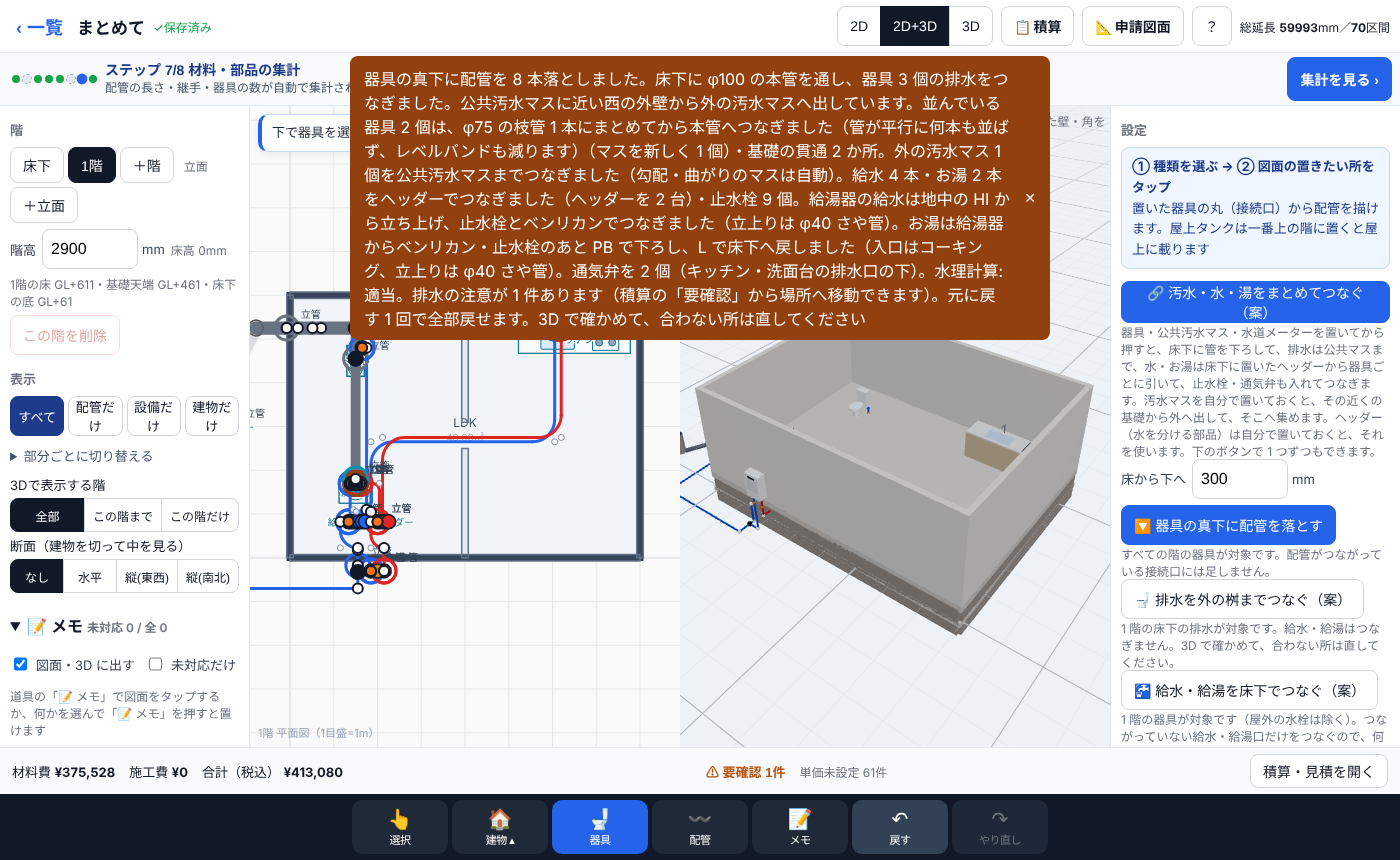 ‹ 一覧 まとめて ✓保存済み
2D 2D+3D 3D 📋 積算 📐 申請図面 ? 総延長 59993mm／70区間
ステップ 7/8 材料・部品の集計
配管の長さ・継手・器具の数が自動で集計され
集計を見る ›
器具の真下に配管を 8 本落としました。床下に φ100 の本管を通し、器具 3 個の排水をつ
なぎました。公共汚水マスに近い西の外壁から外の汚水マスへ出しています。並んでいる
器具 2 個は、φ75 の枝管 1 本にまとめてから本管へつなぎました（管が平行に何本も並ば
ず、レベルバンドも減ります）（マスを新しく 1 個）・基礎の貫通 2 か所。外の汚水マス 1
個を公共汚水マスまでつなぎました（勾配・曲がりのマスは自動）。給水 4 本・お湯 2 本
をヘッダーでつなぎました（ヘッダーを 2 台）・止水栓 9 個。給湯器の給水は地中の HI か
ら立ち上げ、止水栓とベンリカンでつなぎました（立上りは φ40 さや管）。お湯は給湯器
からベンリカン・止水栓のあと PB で下ろし、L で床下へ戻しました（入口はコーキン
グ、立上りは φ40 さや管）。通気弁を 2 個（キッチン・洗面台の排水口の下）。水理計算:
適当。排水の注意が 1 件あります（積算の「要確認」から場所へ移動できます）。元に戻
す 1 回で全部戻せます。3D で確かめて、合わない所は直してください
×
階
床下 1階 ＋階 立面
＋立面
階高 2900 mm 床高 0mm
1階の床 GL+611・基礎天端 GL+461・床下
の底 GL+61
この階を削除
表示
すべて 配管だけ 設備だけ 建物だけ
▶ 部分ごとに切り替える
3Dで表示する階
全部 この階まで この階だけ
断面（建物を切って中を見る）
なし 水平 縦(東西) 縦(南北)
▼ 📝 メモ 未対応 0 / 全 0
図面・3D に出す 未対応だけ
道具の「📝 メモ」で図面をタップする
か、何かを選んで「📝 メモ」を押すと置
けます
下で器具を選
た壁・角を
立管
立管
立管
LDK
立管
立管
ダー
1階 平面図（1目盛=1m）
設定
① 種類を選ぶ → ② 図面の置きたい所を
タップ
置いた器具の丸（接続口）から配管を描け
ます。屋上タンクは一番上の階に置くと屋
上に載ります
🔗 汚水・水・湯をまとめてつなぐ
（案）
器具・公共汚水マス・水道メーターを置いてから
押すと、床下に管を下ろして、排水は公共マスま
で、水・お湯は床下に置いたヘッダーから器具ご
とに引いて、止水栓・通気弁も入れてつなぎま
す。汚水マスを自分で置いておくと、その近くの
基礎から外へ出して、そこへ集めます。ヘッダー
（水を分ける部品）は自分で置いておくと、それ
を使います。下のボタンで 1 つずつもできます。
床から下へ 300 mm
🔽 器具の真下に配管を落とす
すべての階の器具が対象です。配管がつながって
いる接続口には足しません。
🚽 排水を外の桝までつなぐ（案）
1 階の床下の排水が対象です。給水・給湯はつな
ぎません。3D で確かめて、合わない所は直して
ください。
🚰 給水・給湯を床下でつなぐ（案）
1 階の器具が対象です（屋外の水栓は除く）。つな
がっていない給水・給湯口だけをつなぐので、何
材料費 ¥375,528 施工費 ¥0 合計（税込） ¥413,080
⚠ 要確認 1件 単価未設定 61件
積算・見積を開く
選択 建物▲ 器具 配管 メモ 戻す やり直し